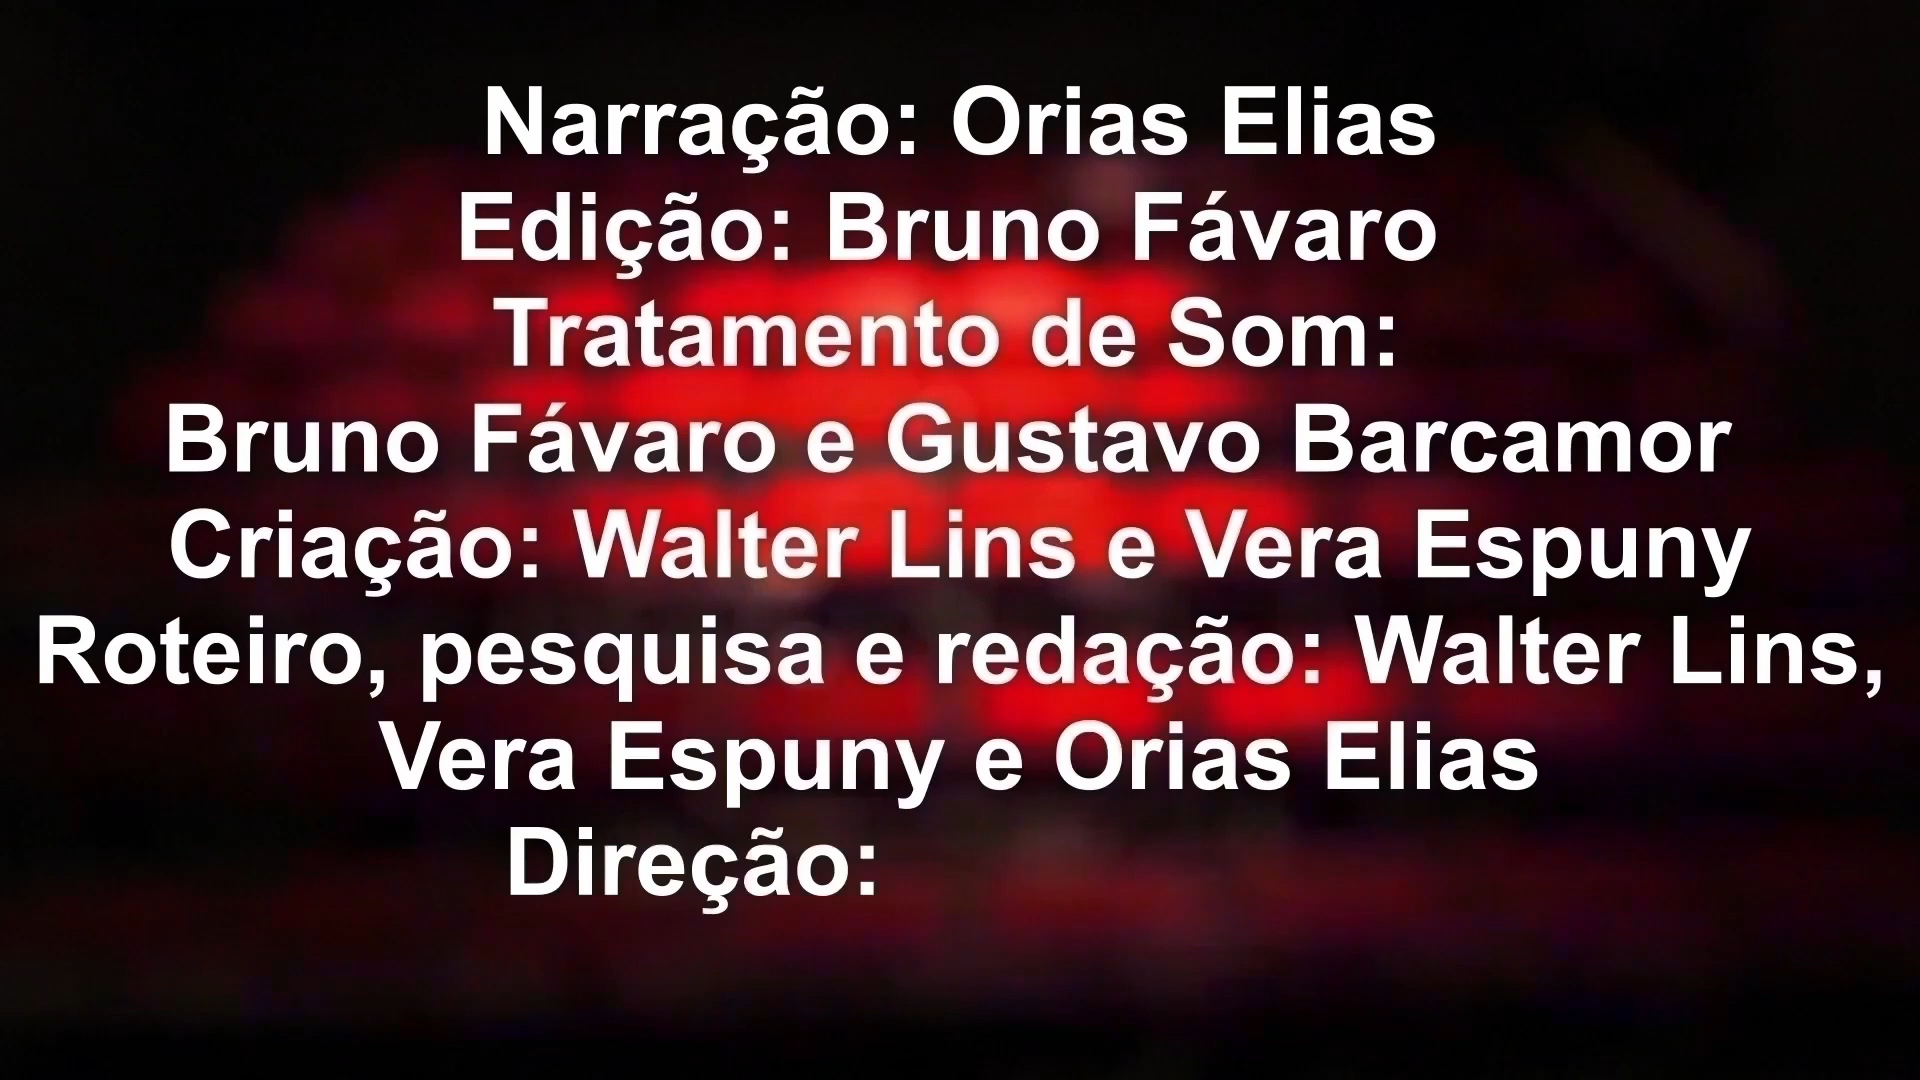 Narração: Orias Elias
Edição: Bruno Fávaro
Tratamento de Som:
Bruno Fávaro e Gustavo Barcamor
Criação: Walter Lins e Vera Espuny
Roteiro, pesquisa e redação: Walter Lins,
Vera Espuny e Orias Elias
Direção: